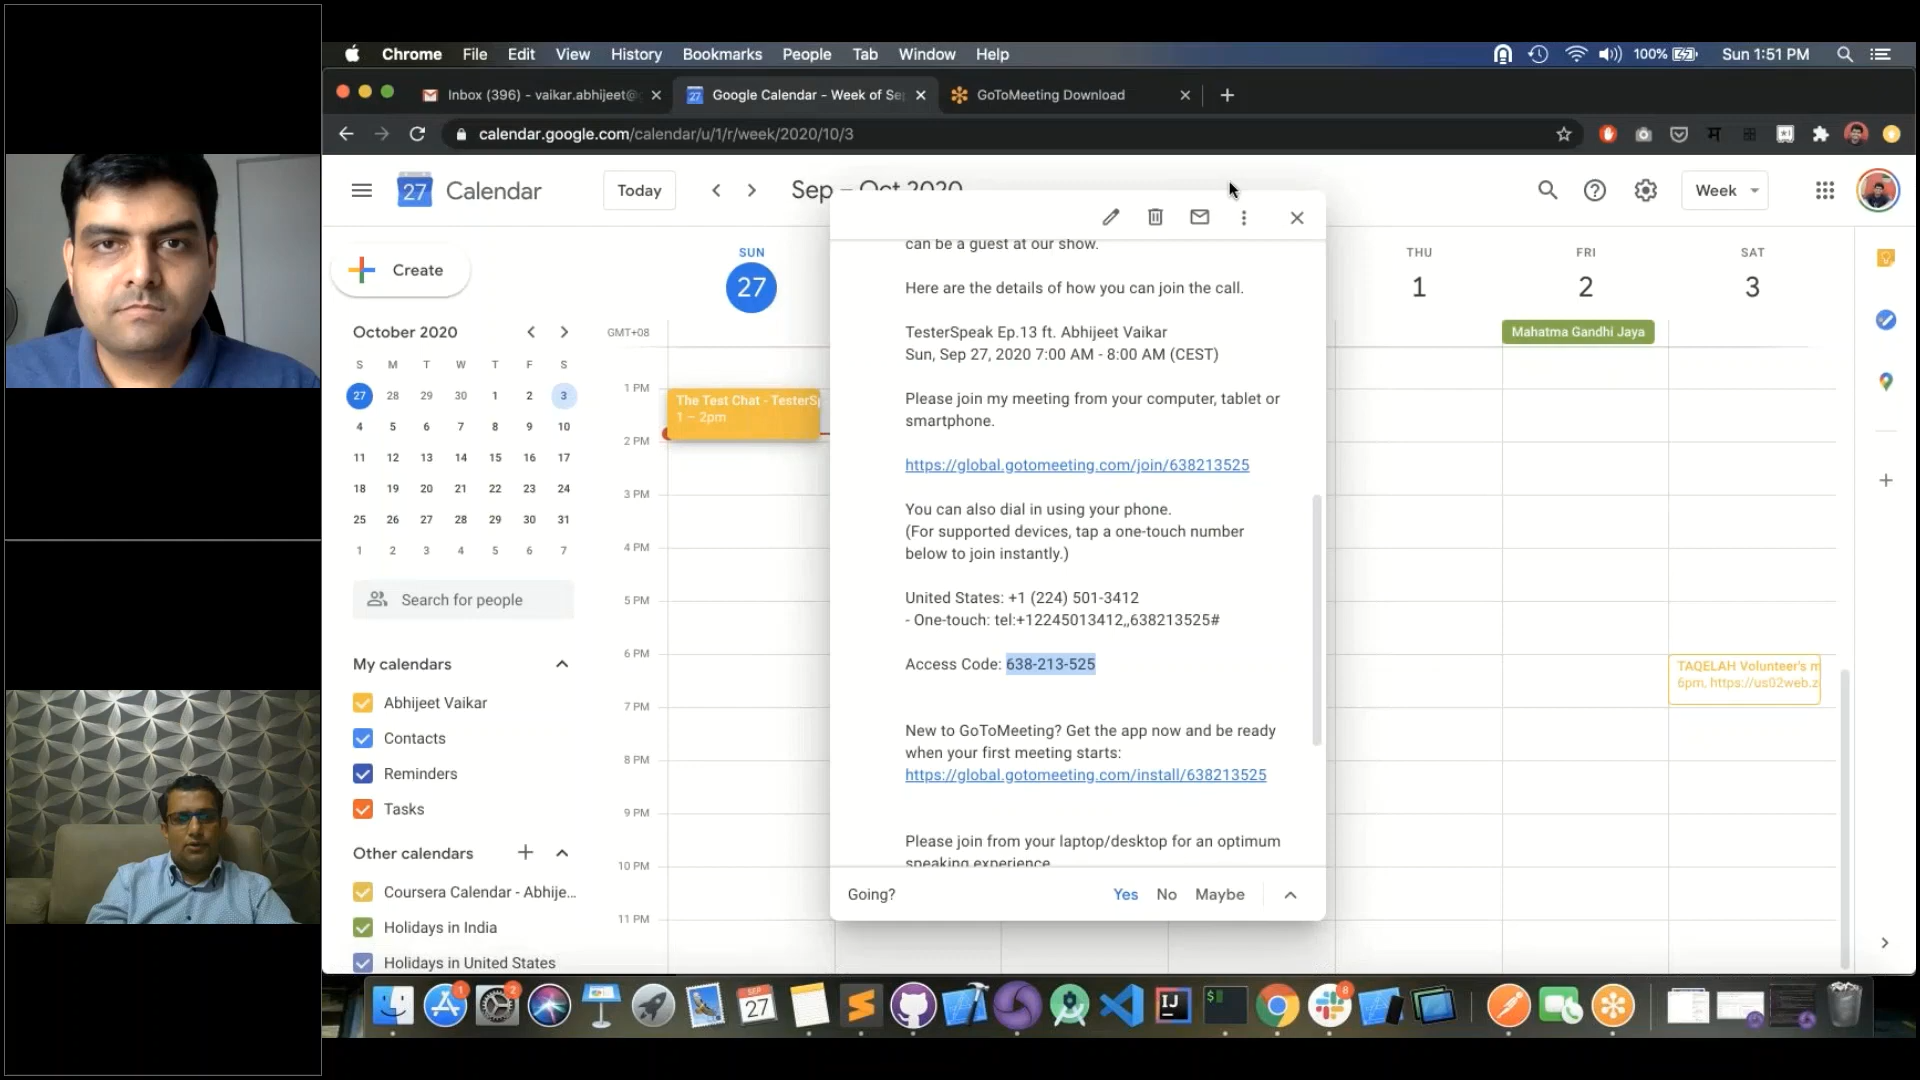 Chrome File Edit View History Bookmarks People Tab Window Help 100% Sun 1:51 PM
Inbox (396) - vaikar.abhijeet@ Google Calendar - Week of Se GoToMeeting Download
calendar.google.com/calendar/u/1/r/week/2020/10/3
27 Calendar Today Sep – Oct 2020 Week
Create
SUN THU FRI SAT
27 1 2 3
October 2020
S M T W T F S
27 28 29 30 1 2 3
4 5 6 7 8 9 10
11 12 13 14 15 16 17
18 19 20 21 22 23 24
25 26 27 28 29 30 31
1 2 3 4 5 6 7
Search for people
My calendars
Abhijeet Vaikar
Contacts
Reminders
Tasks
Other calendars
Coursera Calendar - Abhije...
Holidays in India
Holidays in United States
GMT+08
1 PM
2 PM
3 PM
4 PM
5 PM
6 PM
7 PM
8 PM
9 PM
10 PM
11 PM
The Test Chat - TesterSp
1 – 2pm
can be a guest at our show.
Here are the details of how you can join the call.
TesterSpeak Ep.13 ft. Abhijeet Vaikar
Sun, Sep 27, 2020 7:00 AM - 8:00 AM (CEST)
Please join my meeting from your computer, tablet or
smartphone.
https://global.gotomeeting.com/join/638213525
You can also dial in using your phone.
(For supported devices, tap a one-touch number
below to join instantly.)
United States: +1 (224) 501-3412
- One-touch: tel:+12245013412,,638213525#
Access Code: 638-213-525
New to GoToMeeting? Get the app now and be ready
when your first meeting starts:
https://global.gotomeeting.com/install/638213525
Please join from your laptop/desktop for an optimum
speaking experience
Going? Yes No Maybe
Mahatma Gandhi Jaya
TAQELAH Volunteer's m
6pm, https://us02web.z
1 2 SEP 27 IJ $ 8